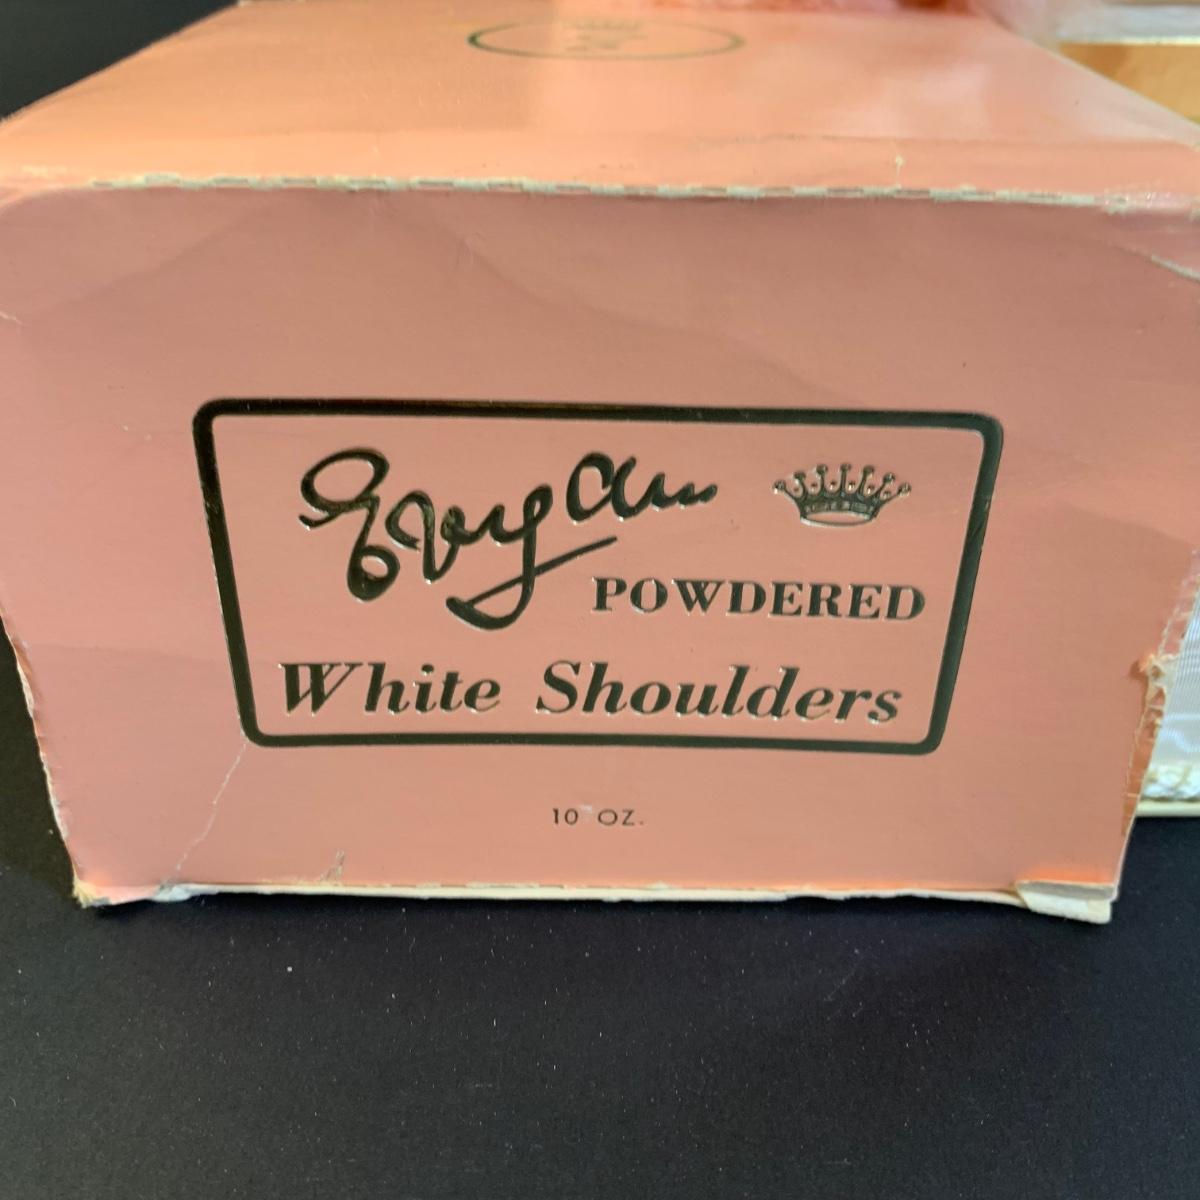 Evyan
POWDERED
White Shoulders
10 OZ.